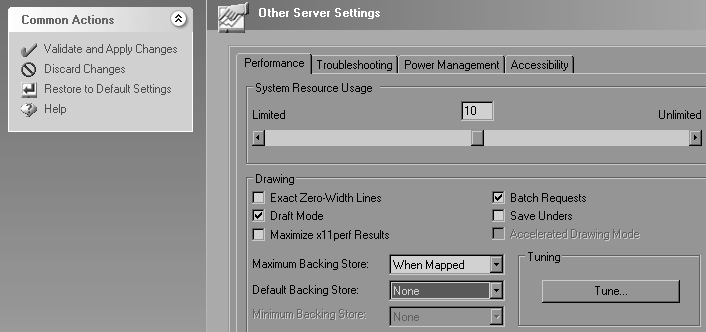 Common Actions
Validate and Apply Changes
Discard Changes
Restore to Default Settings
Help
Other Server Settings
Performance Troubleshooting Power Management Accessibility
System Resource Usage
Limited 10 Unlimited
Drawing
Exact Zero-Width Lines Batch Requests
Draft Mode Save Unders
Maximize x11perf Results Accelerated Drawing Mode
Maximum Backing Store: When Mapped Tuning
Default Backing Store: None Tune...
Minimum Backing Store: No